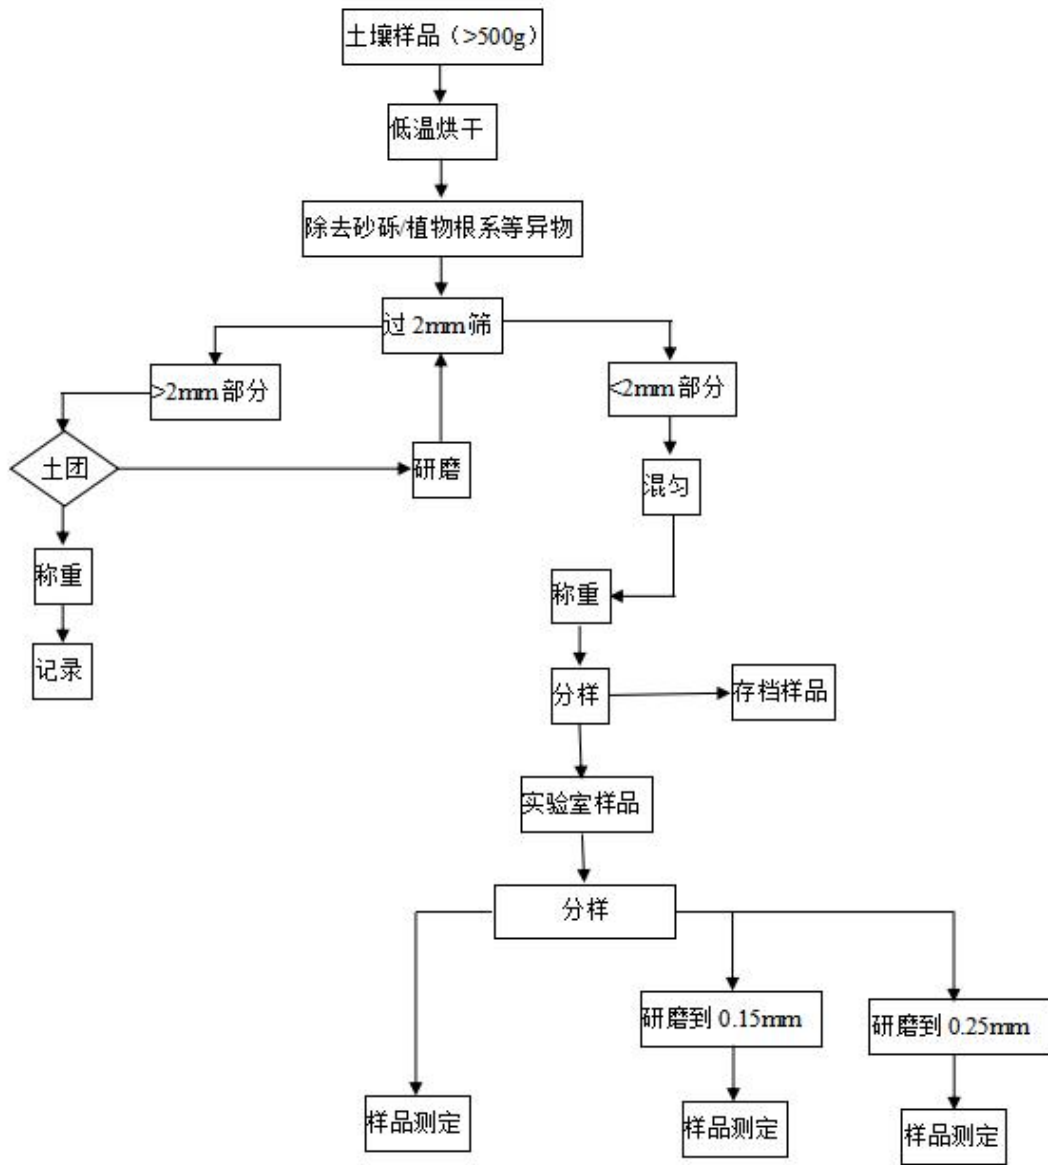 土壤样品（>500g）
低温烘干
除去砂砾/植物根系等异物
过 2mm 筛
>2mm 部分
<2mm 部分
土团
研磨
混匀
称重
称重
记录
分样
存档样品
实验室样品
分样
研磨到 0.15mm
研磨到 0.25mm
样品测定
样品测定
样品测定